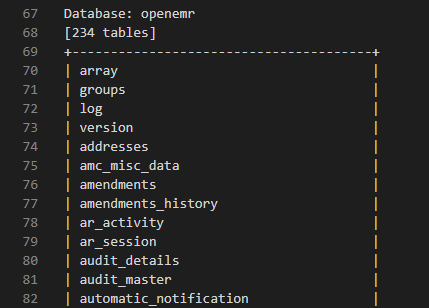 67 Database: openemr
68 [234 tables]
69 +---------------------------------------+
70 | array |
71 | groups |
72 | log |
73 | version |
74 | addresses |
75 | amc_misc_data |
76 | amendments |
77 | amendments_history |
78 | ar_activity |
79 | ar_session |
80 | audit_details |
81 | audit_master |
82 | automatic_notification |